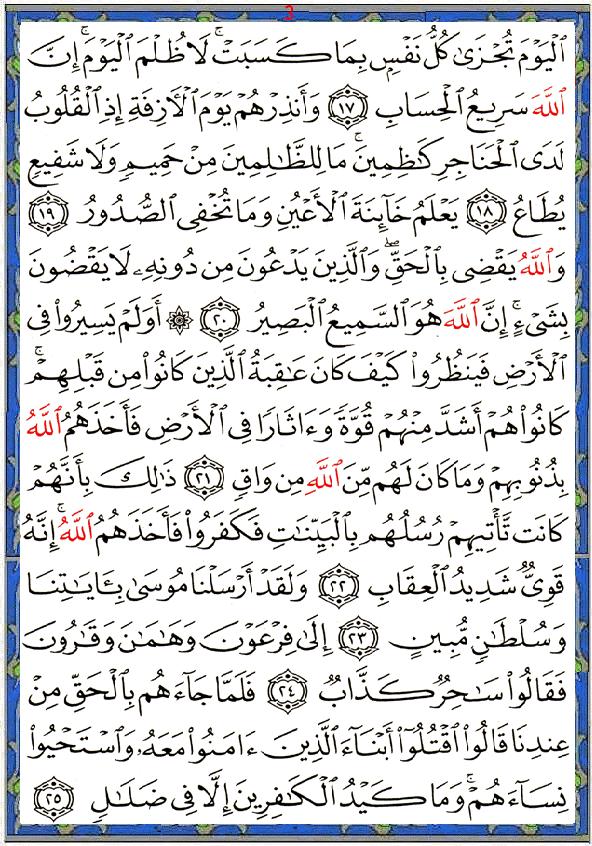 3
ٱلۡيَوۡمَ تُجۡزَىٰ كُلُّ نَفۡسِۭ بِمَا كَسَبَتۡۚ لَا ظُلۡمَ ٱلۡيَوۡمَۚ إِنَّ
ٱللَّهَ سَرِيعُ ٱلۡحِسَابِ ١٧ وَأَنذِرۡهُمۡ يَوۡمَ ٱلۡأٓزِفَةِ إِذِ ٱلۡقُلُوبُ
لَدَى ٱلۡحَنَاجِرِ كَٰظِمِينَۚ مَا لِلظَّٰلِمِينَ مِنۡ حَمِيمٖ وَلَا شَفِيعٖ
يُطَاعُ ١٨ يَعۡلَمُ خَآئِنَةَ ٱلۡأَعۡيُنِ وَمَا تُخۡفِي ٱلصُّدُورُ ١٩
وَٱللَّهُ يَقۡضِي بِٱلۡحَقِّۖ وَٱلَّذِينَ يَدۡعُونَ مِن دُونِهِۦ لَا يَقۡضُونَ
بِشَيۡءٍۗ إِنَّ ٱللَّهَ هُوَ ٱلسَّمِيعُ ٱلۡبَصِيرُ ٢٠ ۞ أَوَلَمۡ يَسِيرُواْ فِي
ٱلۡأَرۡضِ فَيَنظُرُواْ كَيۡفَ كَانَ عَٰقِبَةُ ٱلَّذِينَ كَانُواْ مِن قَبۡلِهِمۡۚ
كَانُواْ هُمۡ أَشَدَّ مِنۡهُمۡ قُوَّةٗ وَءَاثَارٗا فِي ٱلۡأَرۡضِ فَأَخَذَهُمُ ٱللَّهُ
بِذُنُوبِهِمۡ وَمَا كَانَ لَهُم مِّنَ ٱللَّهِ مِن وَاقٖ ٢١ ذَٰلِكَ بِأَنَّهُمۡ
كَانَت تَّأۡتِيهِمۡ رُسُلُهُم بِٱلۡبَيِّنَٰتِ فَكَفَرُواْ فَأَخَذَهُمُ ٱللَّهُۚ إِنَّهُۥ
قَوِيّٞ شَدِيدُ ٱلۡعِقَابِ ٢٢ وَلَقَدۡ أَرۡسَلۡنَا مُوسَىٰ بِـَٔايَٰتِنَا
وَسُلۡطَٰنٖ مُّبِينٍ ٢٣ إِلَىٰ فِرۡعَوۡنَ وَهَٰمَٰنَ وَقَٰرُونَ
فَقَالُواْ سَٰحِرٞ كَذَّابٞ ٢٤ فَلَمَّا جَآءَهُم بِٱلۡحَقِّ مِنۡ
عِندِنَا قَالُواْ ٱقۡتُلُوٓاْ أَبۡنَآءَ ٱلَّذِينَ ءَامَنُواْ مَعَهُۥ وَٱسۡتَحۡيُواْ
نِسَآءَهُمۡۚ وَمَا كَيۡدُ ٱلۡكَٰفِرِينَ إِلَّا فِي ضَلَٰلٖ ٢٥